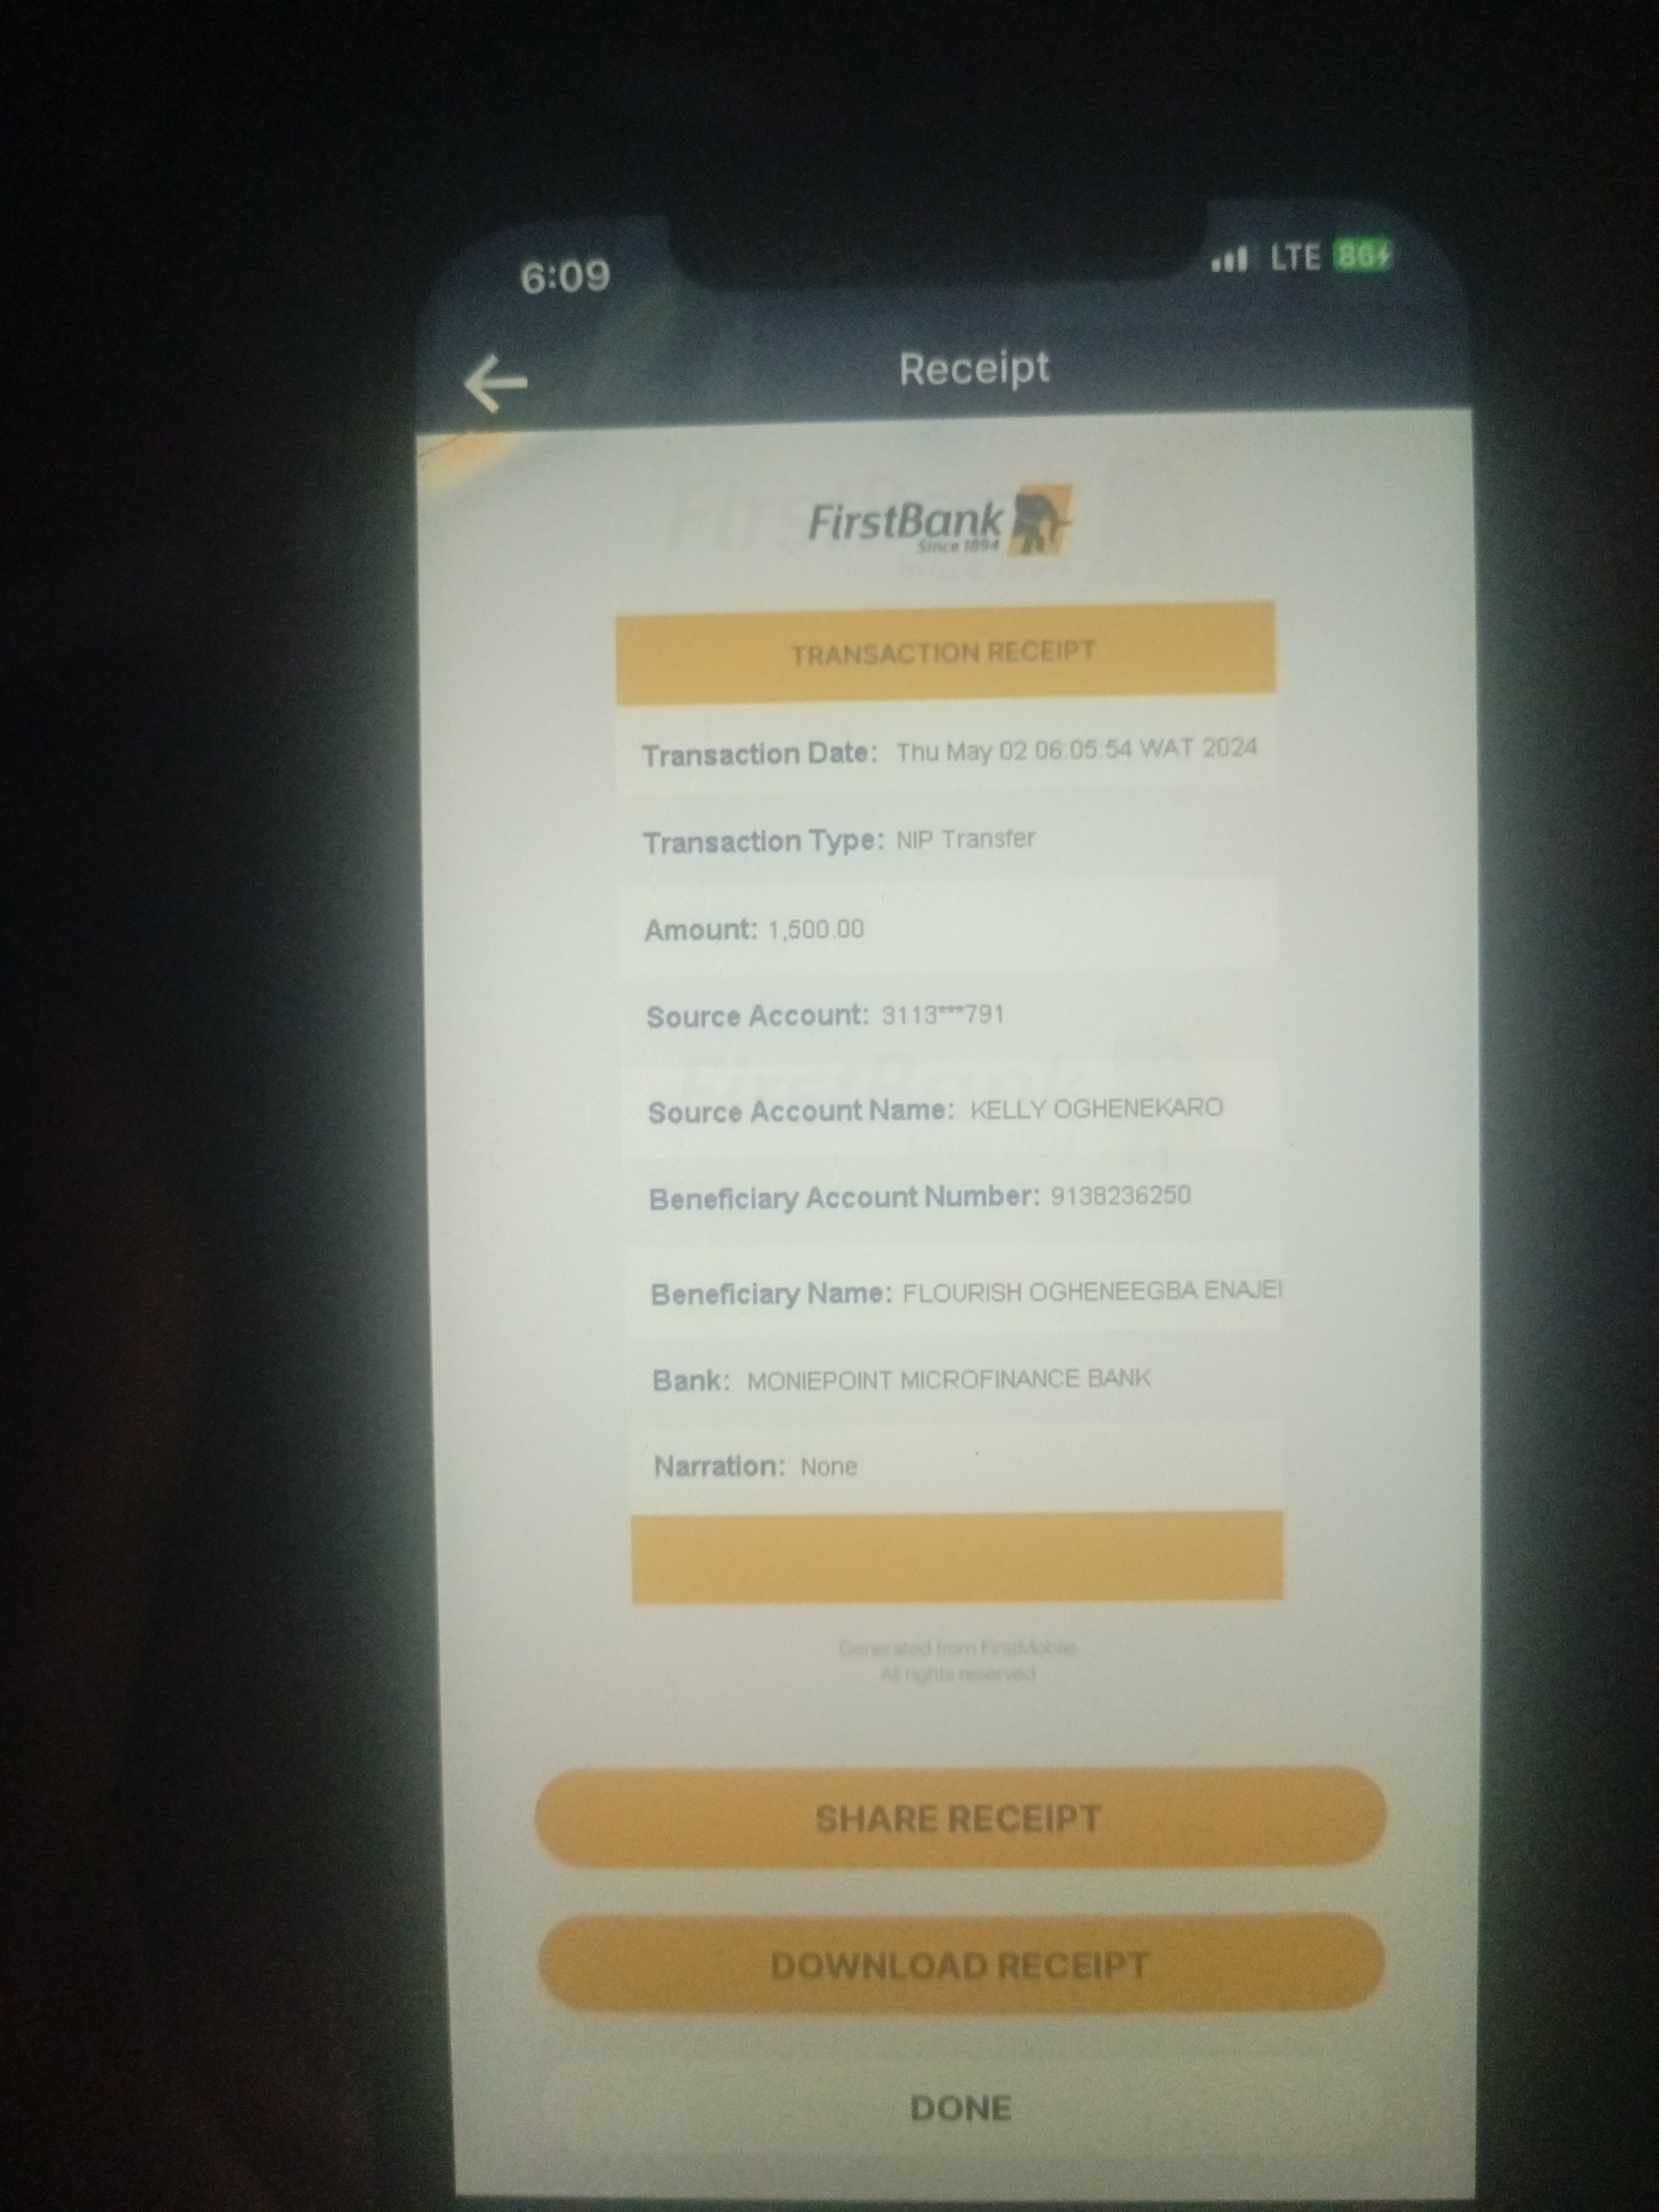 6:09
LTE 86
Receipt
FirstBank
Since 1894
TRANSACTION RECEIPT
Transaction Date: Thu May 02 06:05:54 WAT 2024
Transaction Type: NIP Transfer
Amount: 1,500.00
Source Account: 3113***791
Source Account Name: KELLY OGHENEKARO
Beneficiary Account Number: 9138236250
Beneficiary Name: FLOURISH OGHENEEGBA ENAJEI
Bank: MONIEPOINT MICROFINANCE BANK
Narration: None
Generated from FirstMobile
All rights reserved
SHARE RECEIPT
DOWNLOAD RECEIPT
DONE